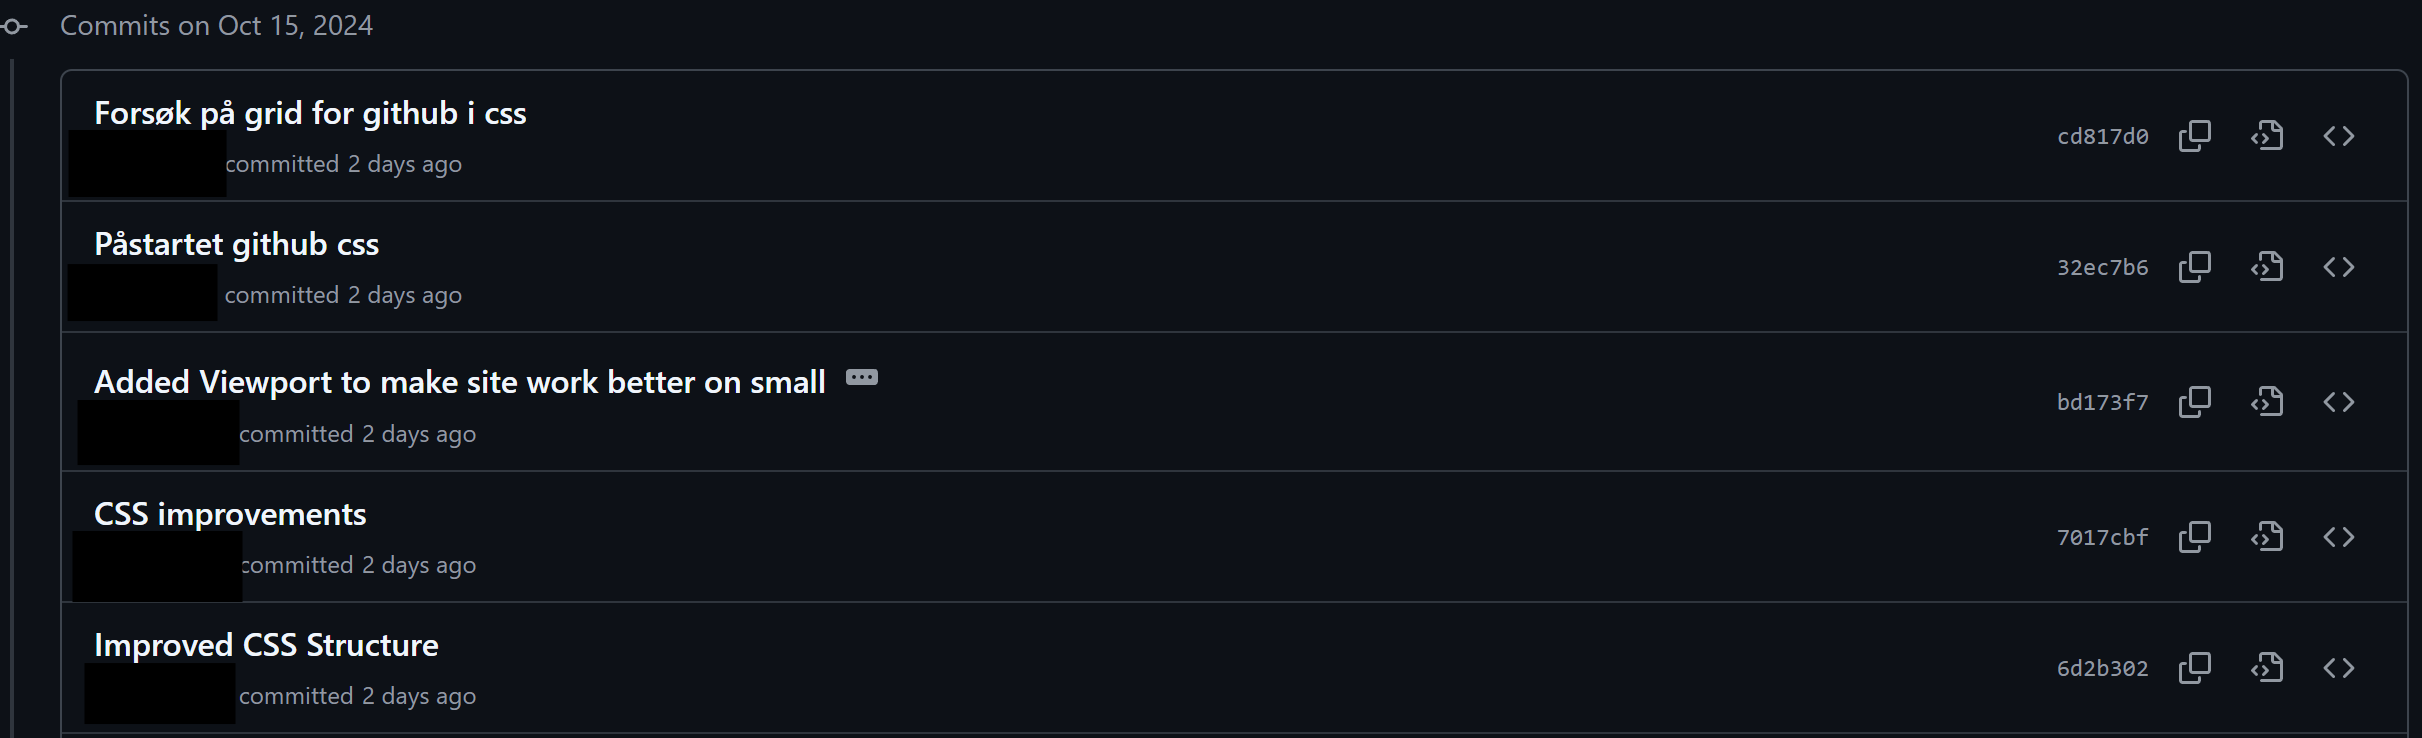 Commits on Oct 15, 2024
Forsøk på grid for github i css
committed 2 days ago
cd817d0
Påstartet github css
committed 2 days ago
32ec7b6
Added Viewport to make site work better on small
committed 2 days ago
bd173f7
CSS improvements
committed 2 days ago
7017cbf
Improved CSS Structure
committed 2 days ago
6d2b302